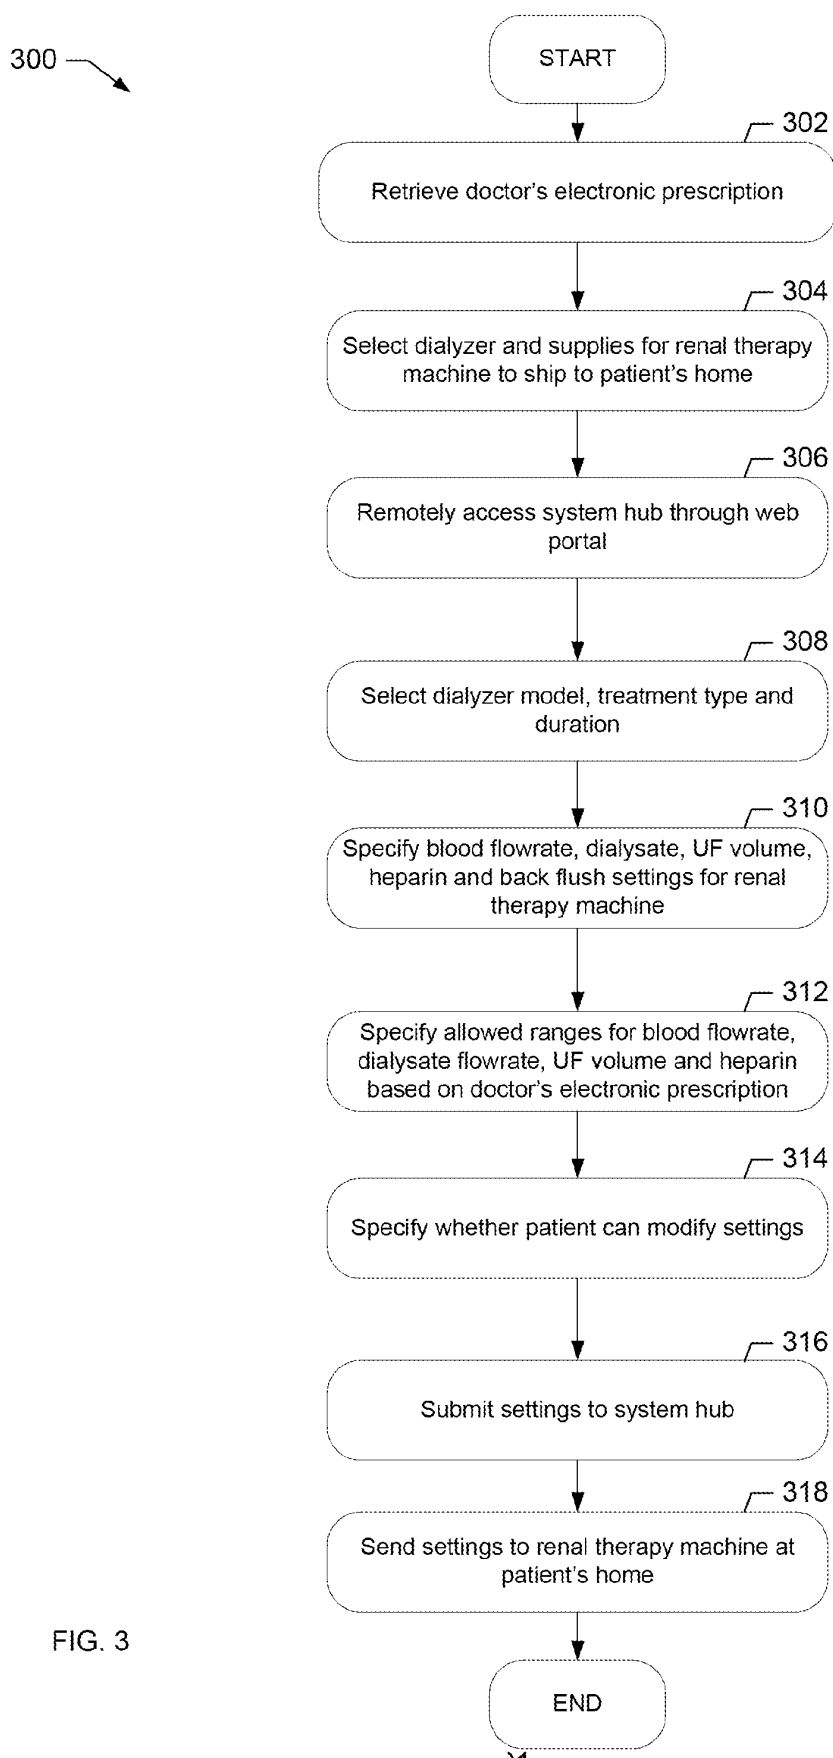 300
START
302
Retrieve doctor's electronic prescription
304
Select dialyzer and supplies for renal therapy
machine to ship to patient's home
306
Remotely access system hub through web
portal
308
Select dialyzer model, treatment type and
duration
310
Specify blood flowrate, dialysate, UF volume,
heparin and back flush settings for renal
therapy machine
312
Specify allowed ranges for blood flowrate,
dialysate flowrate, UF volume and heparin
based on doctor's electronic prescription
314
Specify whether patient can modify settings
316
Submit settings to system hub
318
Send settings to renal therapy machine at
patient's home
FIG. 3
END